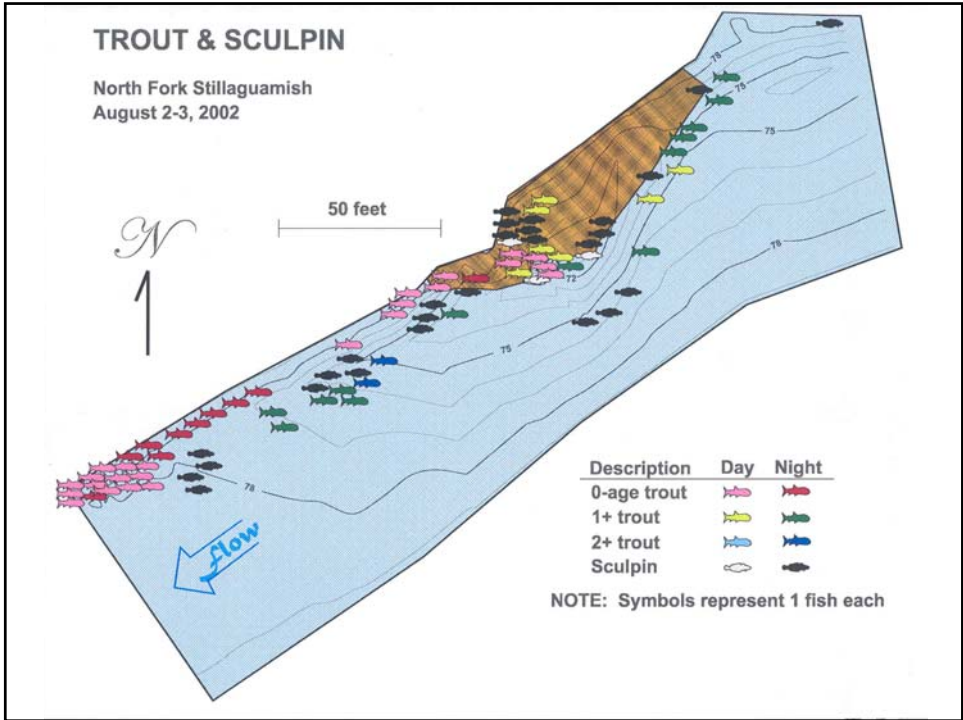 TROUT & SCULPIN
North Fork Stillaguamish
August 2-3, 2002
N
50 feet
78
75
75
78
72
75
78
flow
Description Day Night
0-age trout
1+ trout
2+ trout
Sculpin
NOTE: Symbols represent 1 fish each